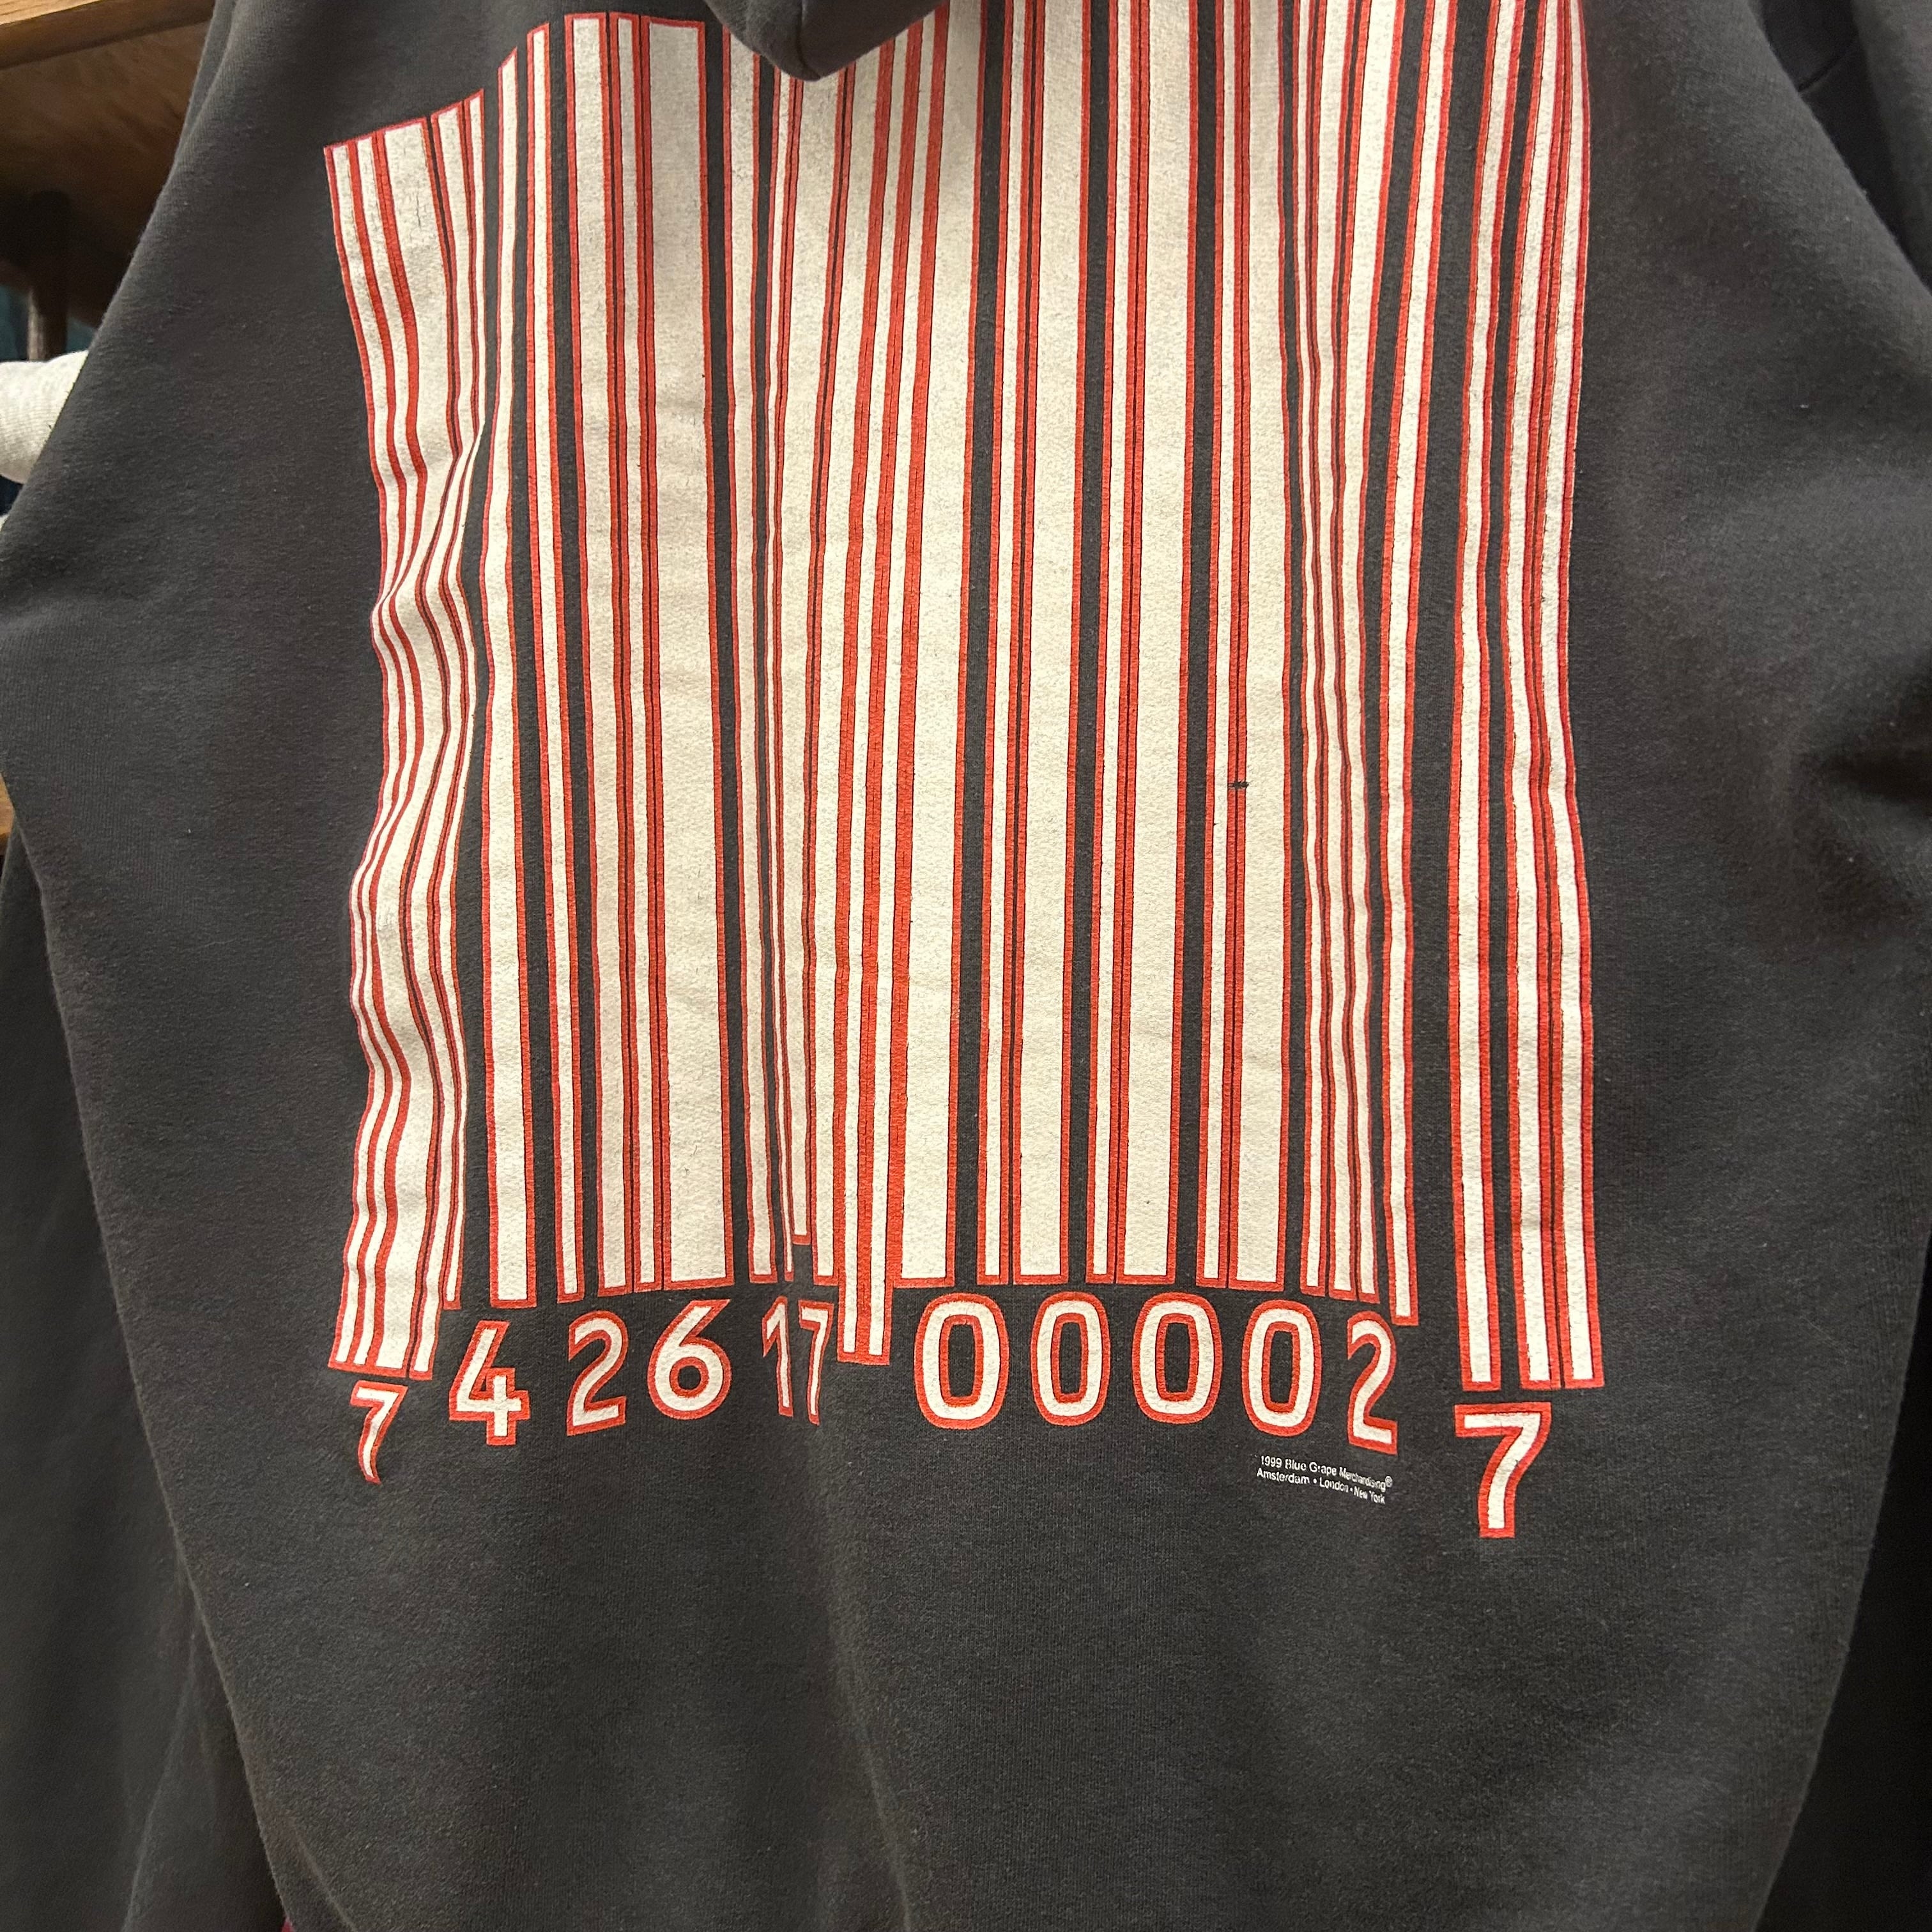 7 42617 00002 7
1999 Blue Grape Merchandising®
Amsterdam • London • New York